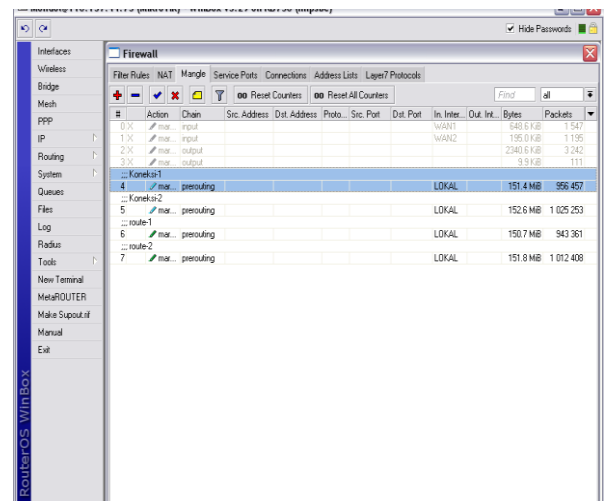 Hide Passwords
Interfaces
Wireless
Bridge
Mesh
PPP
IP
Routing
System
Queues
Files
Log
Radius
Tools
New Terminal
MetaROUTER
Make Supout.rif
Manual
Exit
RouterOS WinBox
Firewall
Filter Rules NAT Mangle Service Ports Connections Address Lists Layer7 Protocols
00 Reset Counters 00 Reset All Counters Find all
# Action Chain Src. Address Dst. Address Proto... Src. Port Dst. Port In. Inter... Out. Int... Bytes Packets
0 X mar... input WAN1 648.6 KiB 1 547
1 X mar... input WAN2 195.0 KiB 1 195
2 X mar... output 2340.6 KiB 3 242
3 X mar... output 9.9 KiB 111
::: Koneksi-1
4 mar... prerouting LOKAL 151.4 MiB 956 457
::: Koneksi-2
5 mar... prerouting LOKAL 152.6 MiB 1 025 253
::: route-1
6 mar... prerouting LOKAL 150.7 MiB 943 361
::: route-2
7 mar... prerouting LOKAL 151.8 MiB 1 012 408